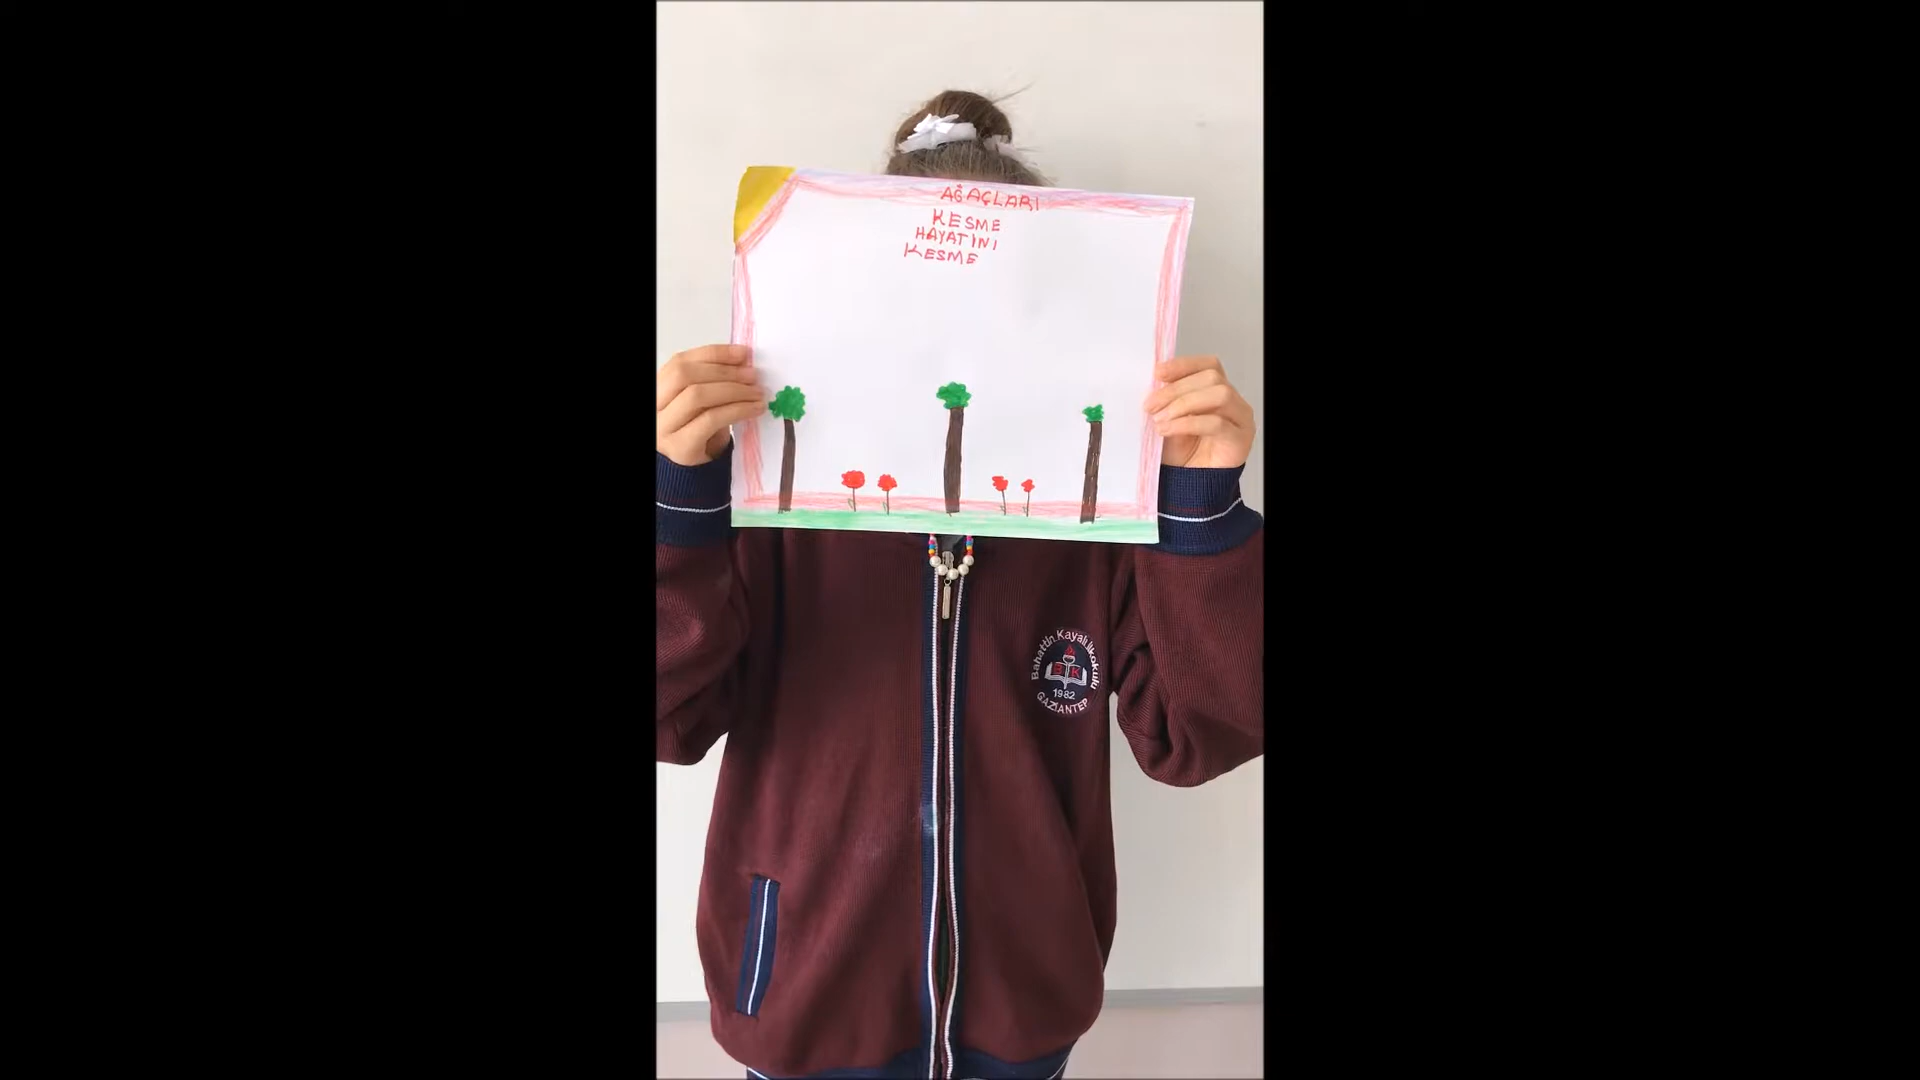 AĞAÇLARI
KESME
HAYATINI
KESME
Bahattin Kayalı İlkokulu
B K
1982
GAZİANTEP